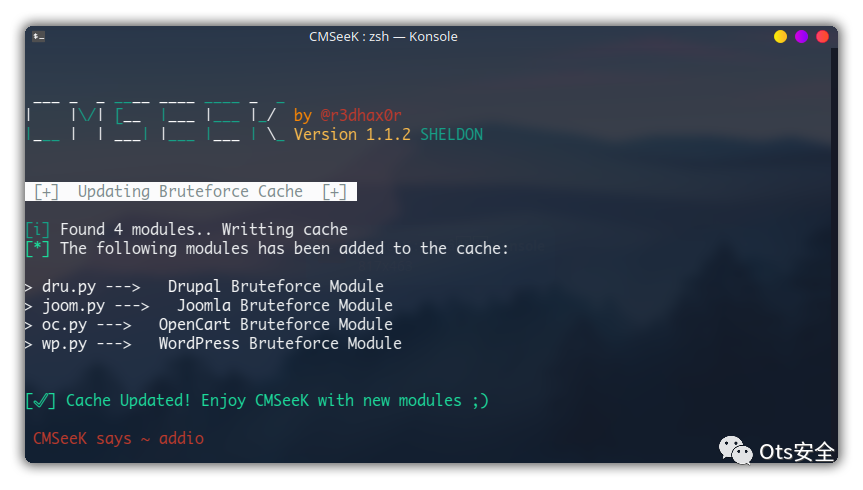 CMSeeK : zsh — Konsole
CMSEEK by @r3dhax0r
Version 1.1.2 SHELDON
[+] Updating Bruteforce Cache [+]
[i] Found 4 modules.. Writting cache
[*] The following modules has been added to the cache:
> dru.py ---> Drupal Bruteforce Module
> joom.py ---> Joomla Bruteforce Module
> oc.py ---> OpenCart Bruteforce Module
> wp.py ---> WordPress Bruteforce Module
[✓] Cache Updated! Enjoy CMSeeK with new modules ;)
CMSeeK says ~ addio
Ots安全